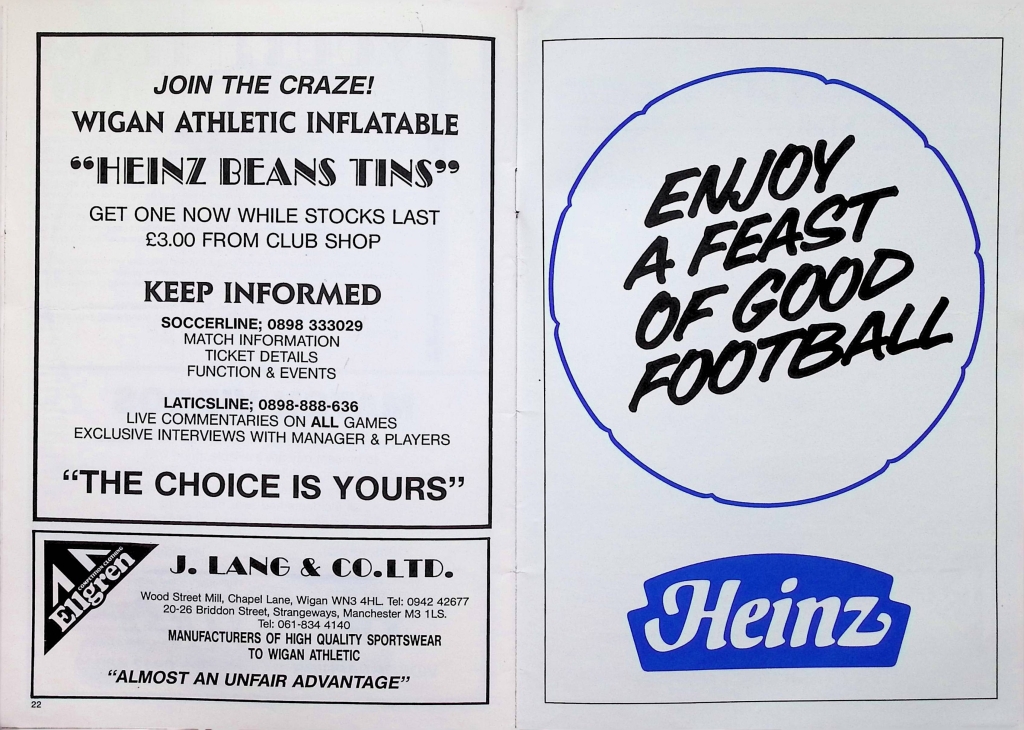 JOIN THE CRAZE!
WIGAN ATHLETIC INFLATABLE
“HEINZ BEANS TINS”
GET ONE NOW WHILE STOCKS LAST
£3.00 FROM CLUB SHOP
KEEP INFORMED
SOCCERLINE; 0898 333029
MATCH INFORMATION
TICKET DETAILS
FUNCTION & EVENTS
LATICSLINE; 0898-888-636
LIVE COMMENTARIES ON ALL GAMES
EXCLUSIVE INTERVIEWS WITH MANAGER & PLAYERS
“THE CHOICE IS YOURS”
COMPETITION CLOTHING
Ellgren
J. LANG & CO.LTD.
Wood Street Mill, Chapel Lane, Wigan WN3 4HL. Tel: 0942 42677
20-26 Briddon Street, Strangeways, Manchester M3 1LS.
Tel: 061-834 4140
MANUFACTURERS OF HIGH QUALITY SPORTSWEAR
TO WIGAN ATHLETIC
“ALMOST AN UNFAIR ADVANTAGE”
22
ENJOY
A FEAST
OF GOOD
FOOTBALL
Heinz